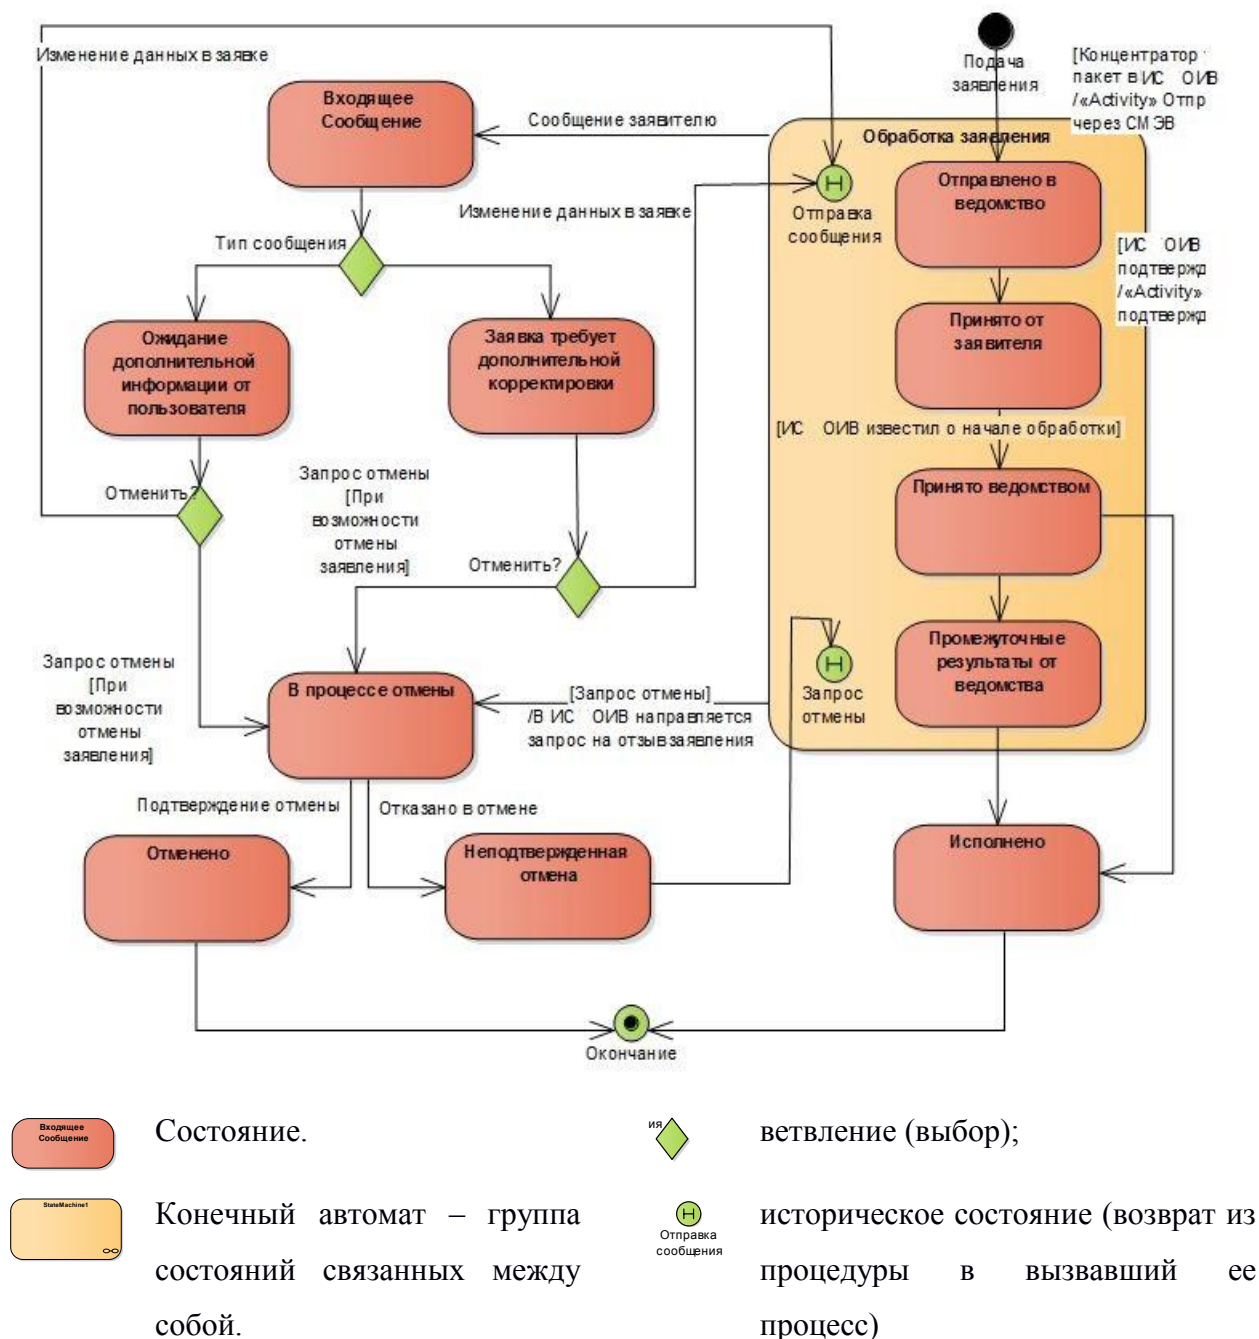 Изменение данных в заявке
Подача
заявления
[Концентратор
пакет в ИС ОИВ
/«Activity» Отпр
через СМЭВ
Входящее
Сообщение
Сообщение заявителю
Обработка заявления
Отправлено в
ведомство
Отправка
сообщения
Изменение данных в заявке
Тип сообщения
[ИС ОИВ
подтвержд
/«Activity»
подтвержд
Принято от
заявителя
Ожидание
дополнительной
информации от
пользователя
Заявка требует
дополнительной
корректировки
[ИС ОИВ известил о начале обработки]
Отменить?
Запрос отмены
[При
возможности
отмены
заявления]
Принято ведомством
Отменить?
Промежуточные
результаты от
ведомства
Запрос отмены
[При
возможности
отмены
заявления]
В процессе отмены
[Запрос отмены]
/В ИС ОИВ направляется
запрос на отзыв заявления
Запрос
отмены
Подтверждение отмены
Отказано в отмене
Отменено
Неподтвержденная
отмена
Исполнено
Окончание
Входящее
Сообщение
Состояние.
ия
ветвление (выбор);
StateMachine1
Конечный автомат – группа
состояний связанных между
собой.
Н
Отправка
сообщения
историческое состояние (возврат из
процедуры в вызвавший ее
процесс)